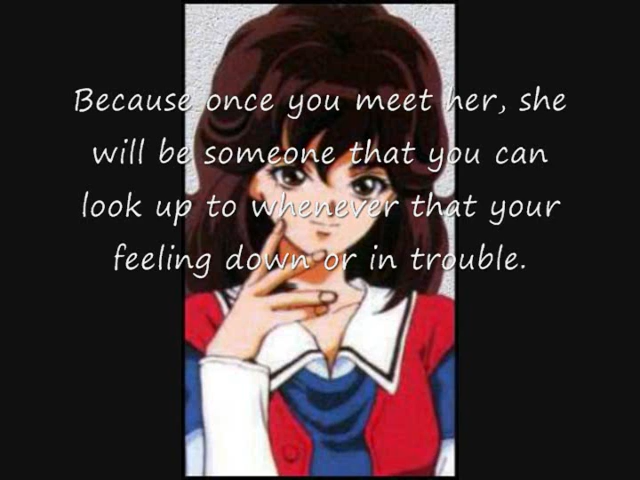 Because once you meet her, she
will be someone that you can
look up to whenever that your
feeling down or in trouble.